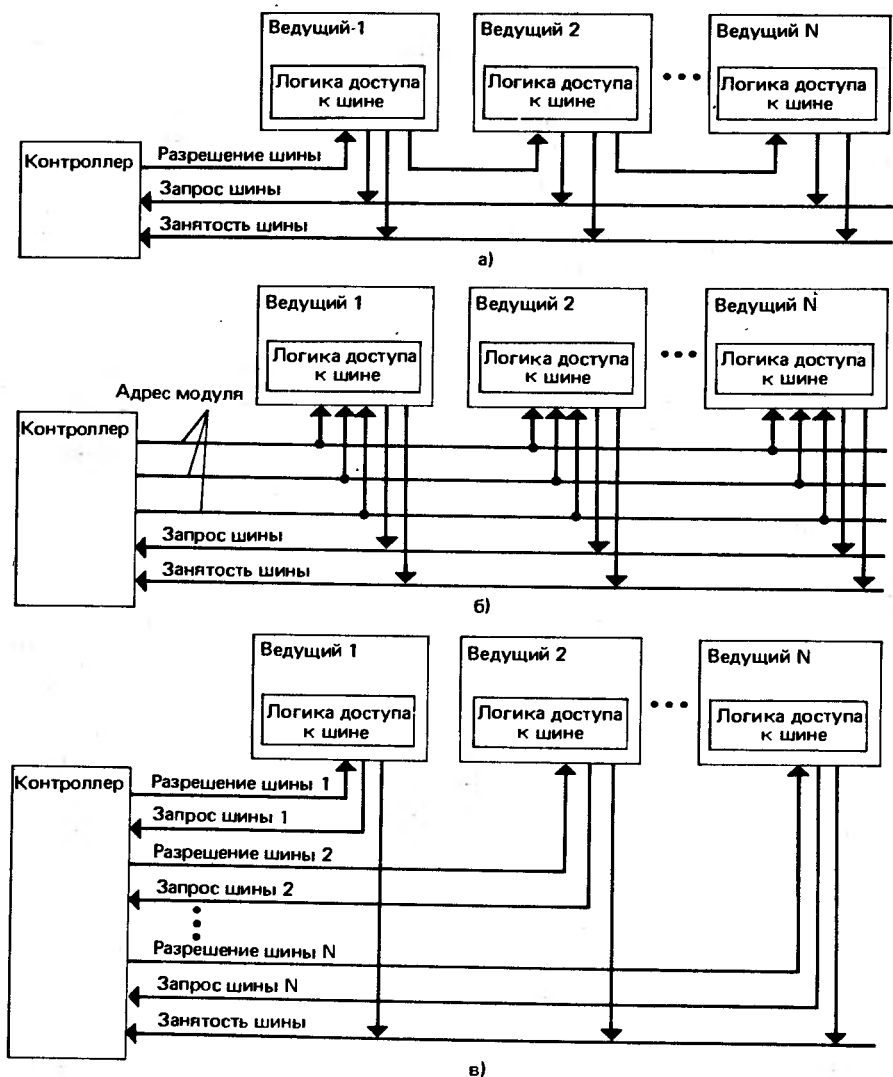 Ведущий-1
Ведущий 2
Ведущий N
Логика доступа
к шине
Логика доступа
к шине
Логика доступа
к шине
Контроллер
Разрешение шины
Запрос шины
Занятость шины
а)
Ведущий 1
Ведущий 2
Ведущий N
Логика доступа
к шине
Логика доступа
к шине
Логика доступа
к шине
Адрес модуля
Контроллер
Запрос шины
Занятость шины
б)
Ведущий 1
Ведущий 2
Ведущий N
Логика доступа
к шине
Логика доступа
к шине
Логика доступа
к шине
Контроллер
Разрешение шины 1
Запрос шины 1
Разрешение шины 2
Запрос шины 2
Разрешение шины N
Запрос шины N
Занятость шины
в)